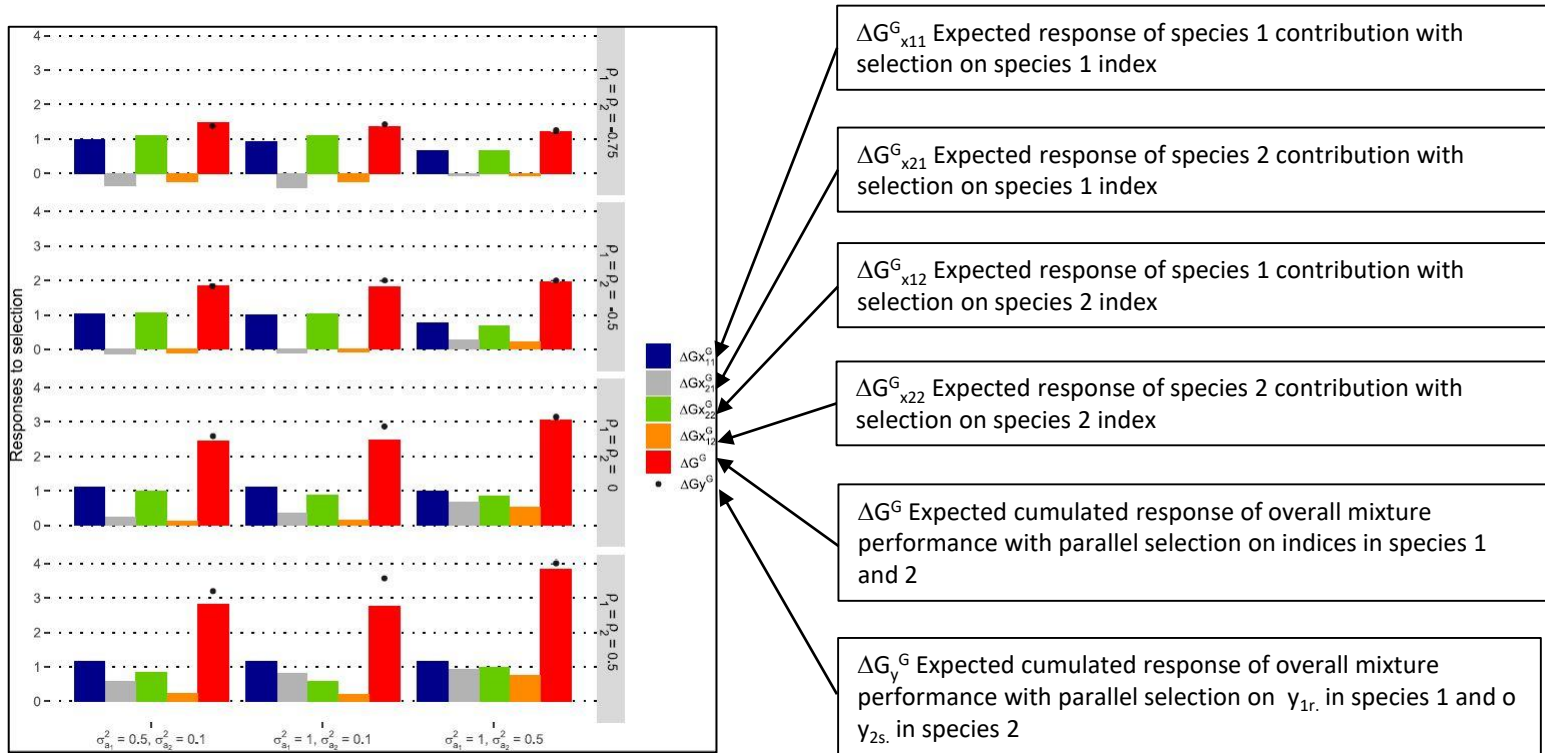 Responses to selection
4
3
2
1
0
ρ₁ = ρ₂ = -0.75
4
3
2
1
0
ρ₁ = ρ₂ = -0.5
4
3
2
1
0
ρ₁ = ρ₂ = 0
4
3
2
1
0
ρ₁ = ρ₂ = 0.5
σ²a₁ = 0.5, σ²a₂ = 0.1
σ²a₁ = 1, σ²a₂ = 0.1
σ²a₁ = 1, σ²a₂ = 0.5
ΔGx₁₁ᴳ
ΔGx₂₁ᴳ
ΔGx₂₂ᴳ
ΔGx₁₂ᴳ
ΔGᴳ
ΔGyᴳ
ΔGᴳx11 Expected response of species 1 contribution with
selection on species 1 index
ΔGᴳx21 Expected response of species 2 contribution with
selection on species 1 index
ΔGᴳx12 Expected response of species 1 contribution with
selection on species 2 index
ΔGᴳx22 Expected response of species 2 contribution with
selection on species 2 index
ΔGᴳ Expected cumulated response of overall mixture
performance with parallel selection on indices in species 1
and 2
ΔGyᴳ Expected cumulated response of overall mixture
performance with parallel selection on y1r. in species 1 and o
y2s. in species 2